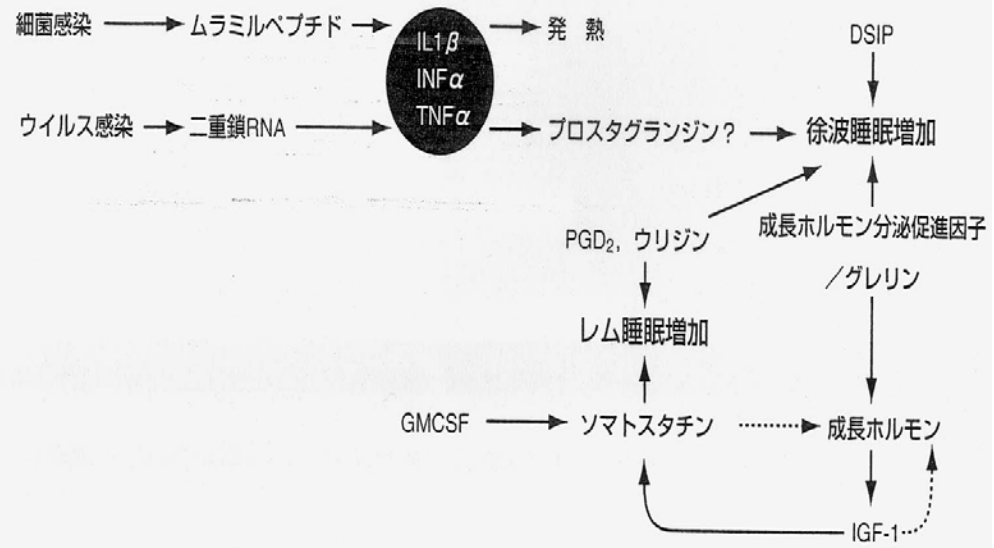 細菌感染
ムラミルペプチド
IL1β
INFα
TNFα
発 熱
DSIP
ウイルス感染
二重鎖RNA
プロスタグランジン？
徐波睡眠増加
PGD₂，ウリジン
成長ホルモン分泌促進因子
／グレリン
レム睡眠増加
GMCSF
ソマトスタチン
成長ホルモン
IGF-1